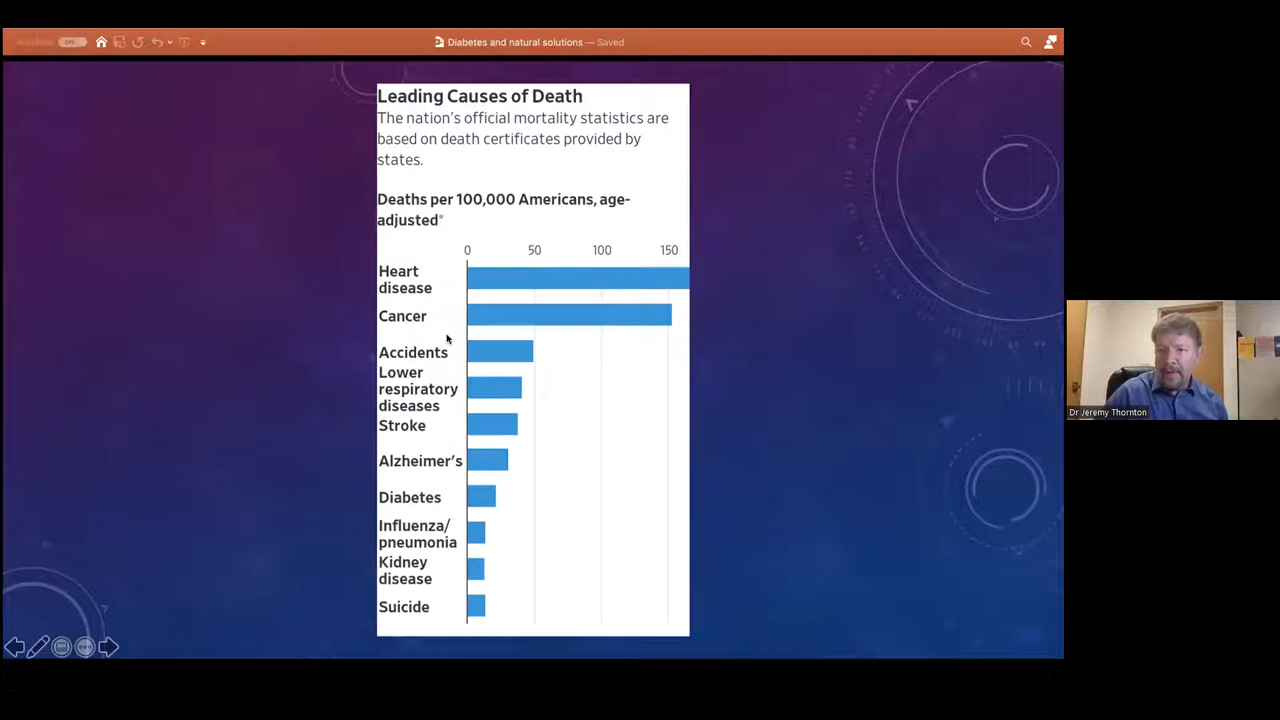 ON
Diabetes and natural solutions — Saved
Leading Causes of Death
The nation's official mortality statistics are
based on death certificates provided by
states.
Deaths per 100,000 Americans, age-
adjusted*
0 50 100 150
Heart
disease
Cancer
Accidents
Lower
respiratory
diseases
Stroke
Alzheimer's
Diabetes
Influenza/
pneumonia
Kidney
disease
Suicide
Dr Jeremy Thornton